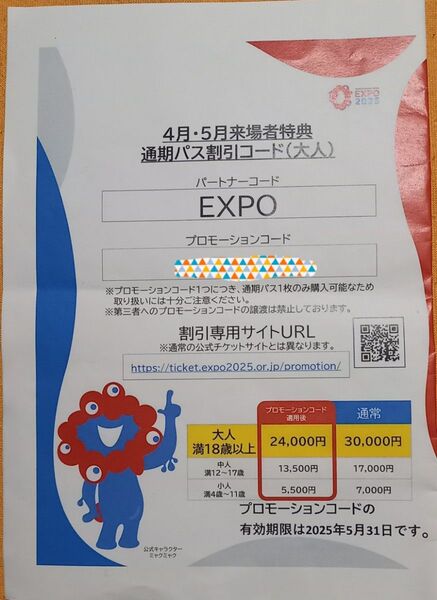 EXPO
2025
4月・5月来場者特典
通期パス割引コード(大人)
パートナーコード
EXPO
プロモーションコード
※プロモーションコード1つにつき、通期パス1枚のみ購入可能なため
取り扱いには十分ご注意ください。
※第三者へのプロモーションコードの譲渡は禁止しております。
割引専用サイトURL
※通常の公式チケットサイトとは異なります。
https://ticket.expo2025.or.jp/promotion/
プロモーションコード
適用後
通常
大人
満18歳以上
24,000円
30,000円
中人
満12~17歳
13,500円
17,000円
小人
満4歳~11歳
5,500円
7,000円
プロモーションコードの
有効期限は2025年5月31日です。
公式キャラクター
ミャクミャク